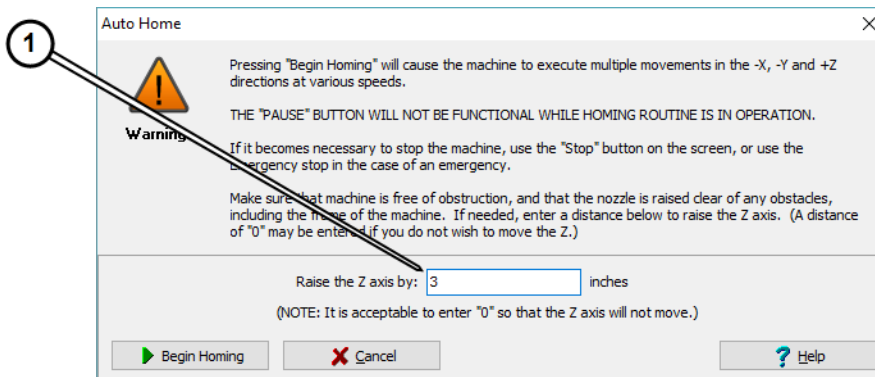 Auto Home
1
Pressing "Begin Homing" will cause the machine to execute multiple movements in the -X, -Y and +Z
directions at various speeds.
THE "PAUSE" BUTTON WILL NOT BE FUNCTIONAL WHILE HOMING ROUTINE IS IN OPERATION.
Warning
If it becomes necessary to stop the machine, use the "Stop" button on the screen, or use the
Emergency stop in the case of an emergency.
Make sure that machine is free of obstruction, and that the nozzle is raised clear of any obstacles,
including the frame of the machine. If needed, enter a distance below to raise the Z axis. (A distance
of "0" may be entered if you do not wish to move the Z.)
Raise the Z axis by: 3 inches
(NOTE: It is acceptable to enter "0" so that the Z axis will not move.)
Begin Homing Cancel Help